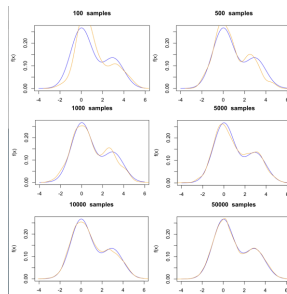 100 samples
500 samples
f(x)
0.00 0.10 0.20
-4 -2 0 2 4 6
f(x)
0.00 0.10 0.20
-4 -2 0 2 4 6
1000 samples
5000 samples
f(x)
0.00 0.10 0.20
-4 -2 0 2 4 6
f(x)
0.00 0.10 0.20
-4 -2 0 2 4 6
10000 samples
50000 samples
f(x)
0.00 0.10 0.20
-4 -2 0 2 4 6
f(x)
0.00 0.10 0.20
-4 -2 0 2 4 6